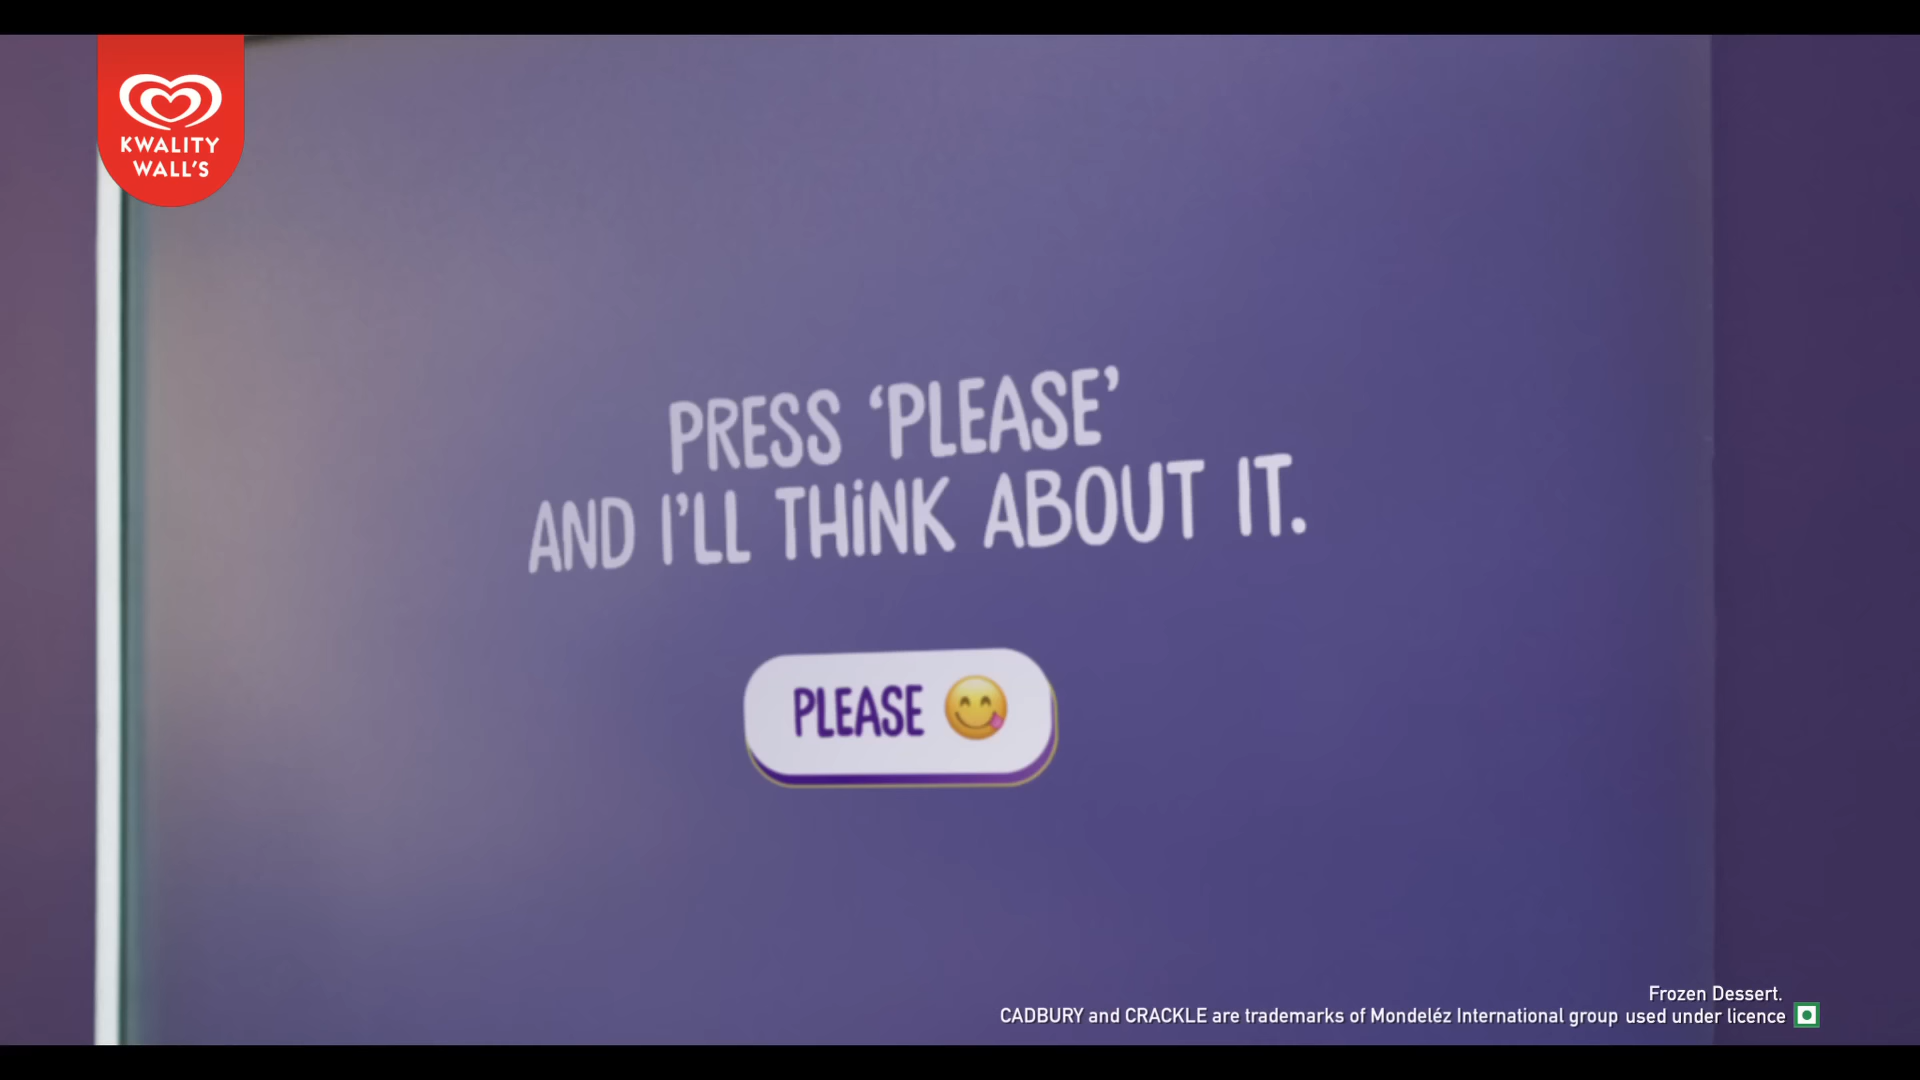 KWALITY
WALL'S
PRESS ‘PLEASE’
AND I’LL THiNK ABOUT IT.
PLEASE 😋
Frozen Dessert.
CADBURY and CRACKLE are trademarks of Mondeléz International group used under licence